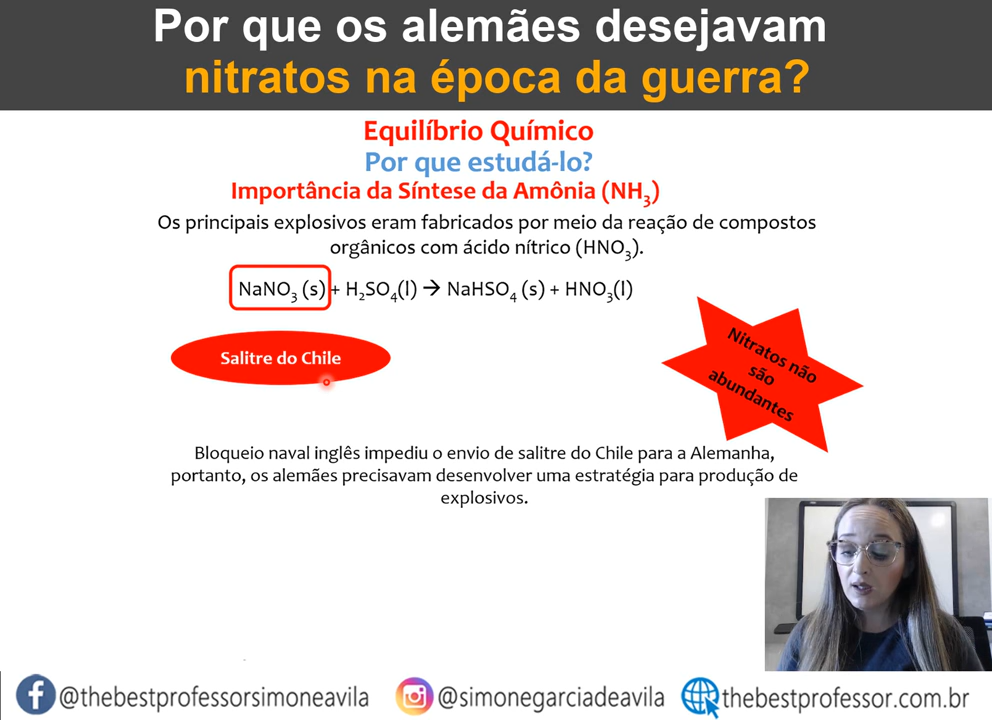 Por que os alemães desejavam
nitratos na época da guerra?
Equilíbrio Químico
Por que estudá-lo?
Importância da Síntese da Amônia (NH₃)
Os principais explosivos eram fabricados por meio da reação de compostos
orgânicos com ácido nítrico (HNO₃).
NaNO₃ (s) + H₂SO₄(l) → NaHSO₄ (s) + HNO₃(l)
Salitre do Chile
Nitratos não
são
abundantes
Bloqueio naval inglês impediu o envio de salitre do Chile para a Alemanha,
portanto, os alemães precisavam desenvolver uma estratégia para produção de
explosivos.
@thebestprofessorsimoneavila @simonegarciadeavila thebestprofessor.com.br